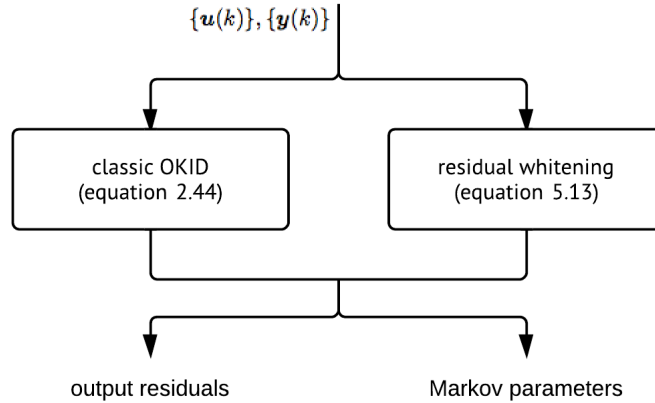 {u(k)}, {y(k)}
classic OKID
(equation 2.44)
residual whitening
(equation 5.13)
output residuals
Markov parameters